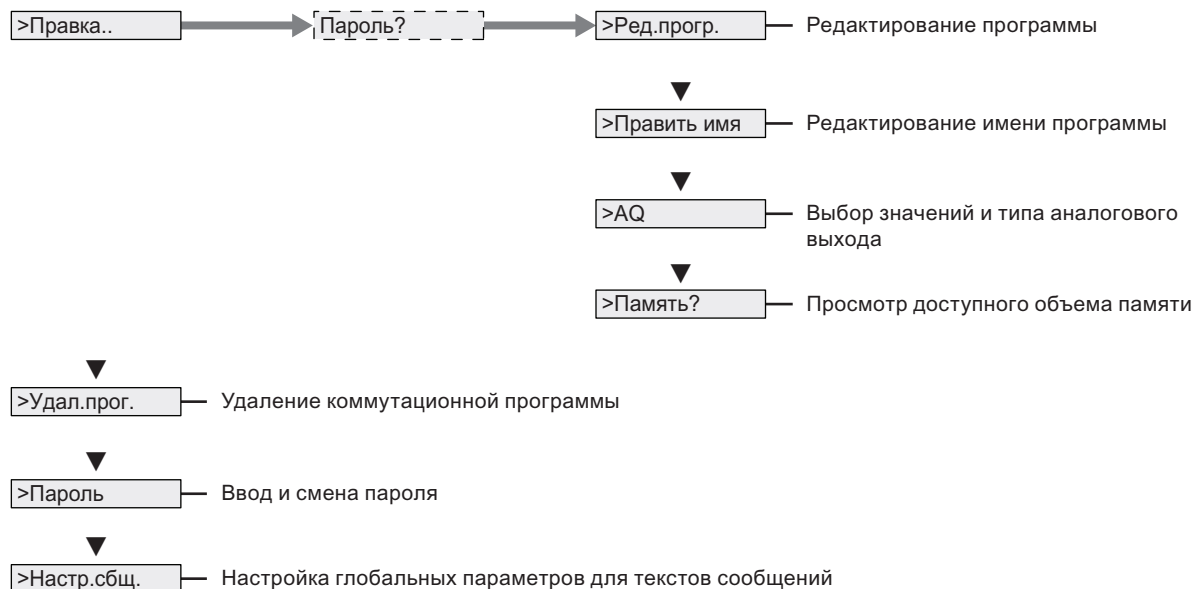 >Правка.. Пароль? >Ред.прогр. Редактирование программы
>Править имя Редактирование имени программы
>AQ Выбор значений и типа аналогового
выхода
>Память? Просмотр доступного объема памяти
>Удал.прог. Удаление коммутационной программы
>Пароль Ввод и смена пароля
>Настр.сбщ. Настройка глобальных параметров для текстов сообщений